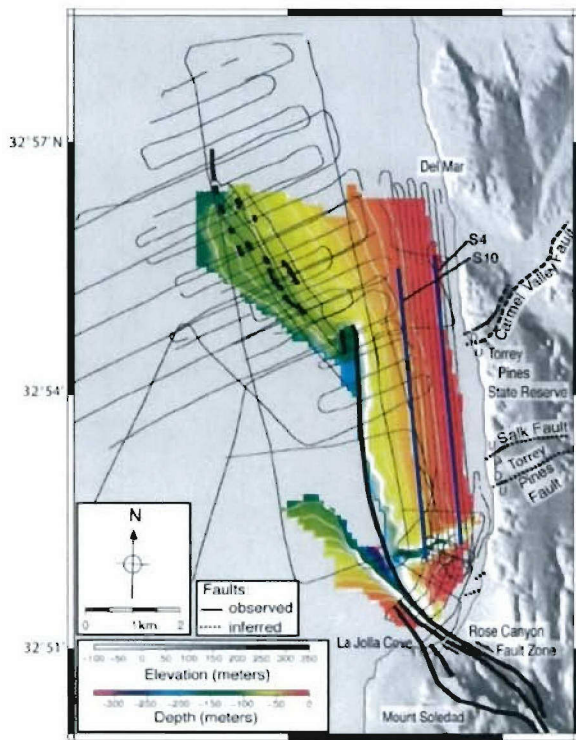 32°57'N
Del Mar
S4
S10
Carmel Valley Fault
Torrey
Pines
State Reserve
32°54'
Salk Fault
Torrey
Pines
Fault
N
0 1km 2
Faults
observed
inferred
32°51'
La Jolla Cove
Rose Canyon
Fault Zone
-100 -50 0 50 100 150 200 250 350
Elevation (meters)
-300 -250 -200 -150 -100 -50 0
Depth (meters)
Mount Soledad